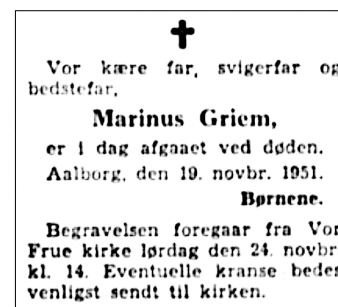 Vor kære far, svigerfar og
bedstefar,
Marinus Griem,
er i dag afgaaet ved døden.
Aalborg, den 19. novbr. 1951.
Børnene.
Begravelsen foregaar fra Vor
Frue kirke lørdag den 24. novbr.
kl. 14. Eventuelle kranse bedes
venligst sendt til kirken.